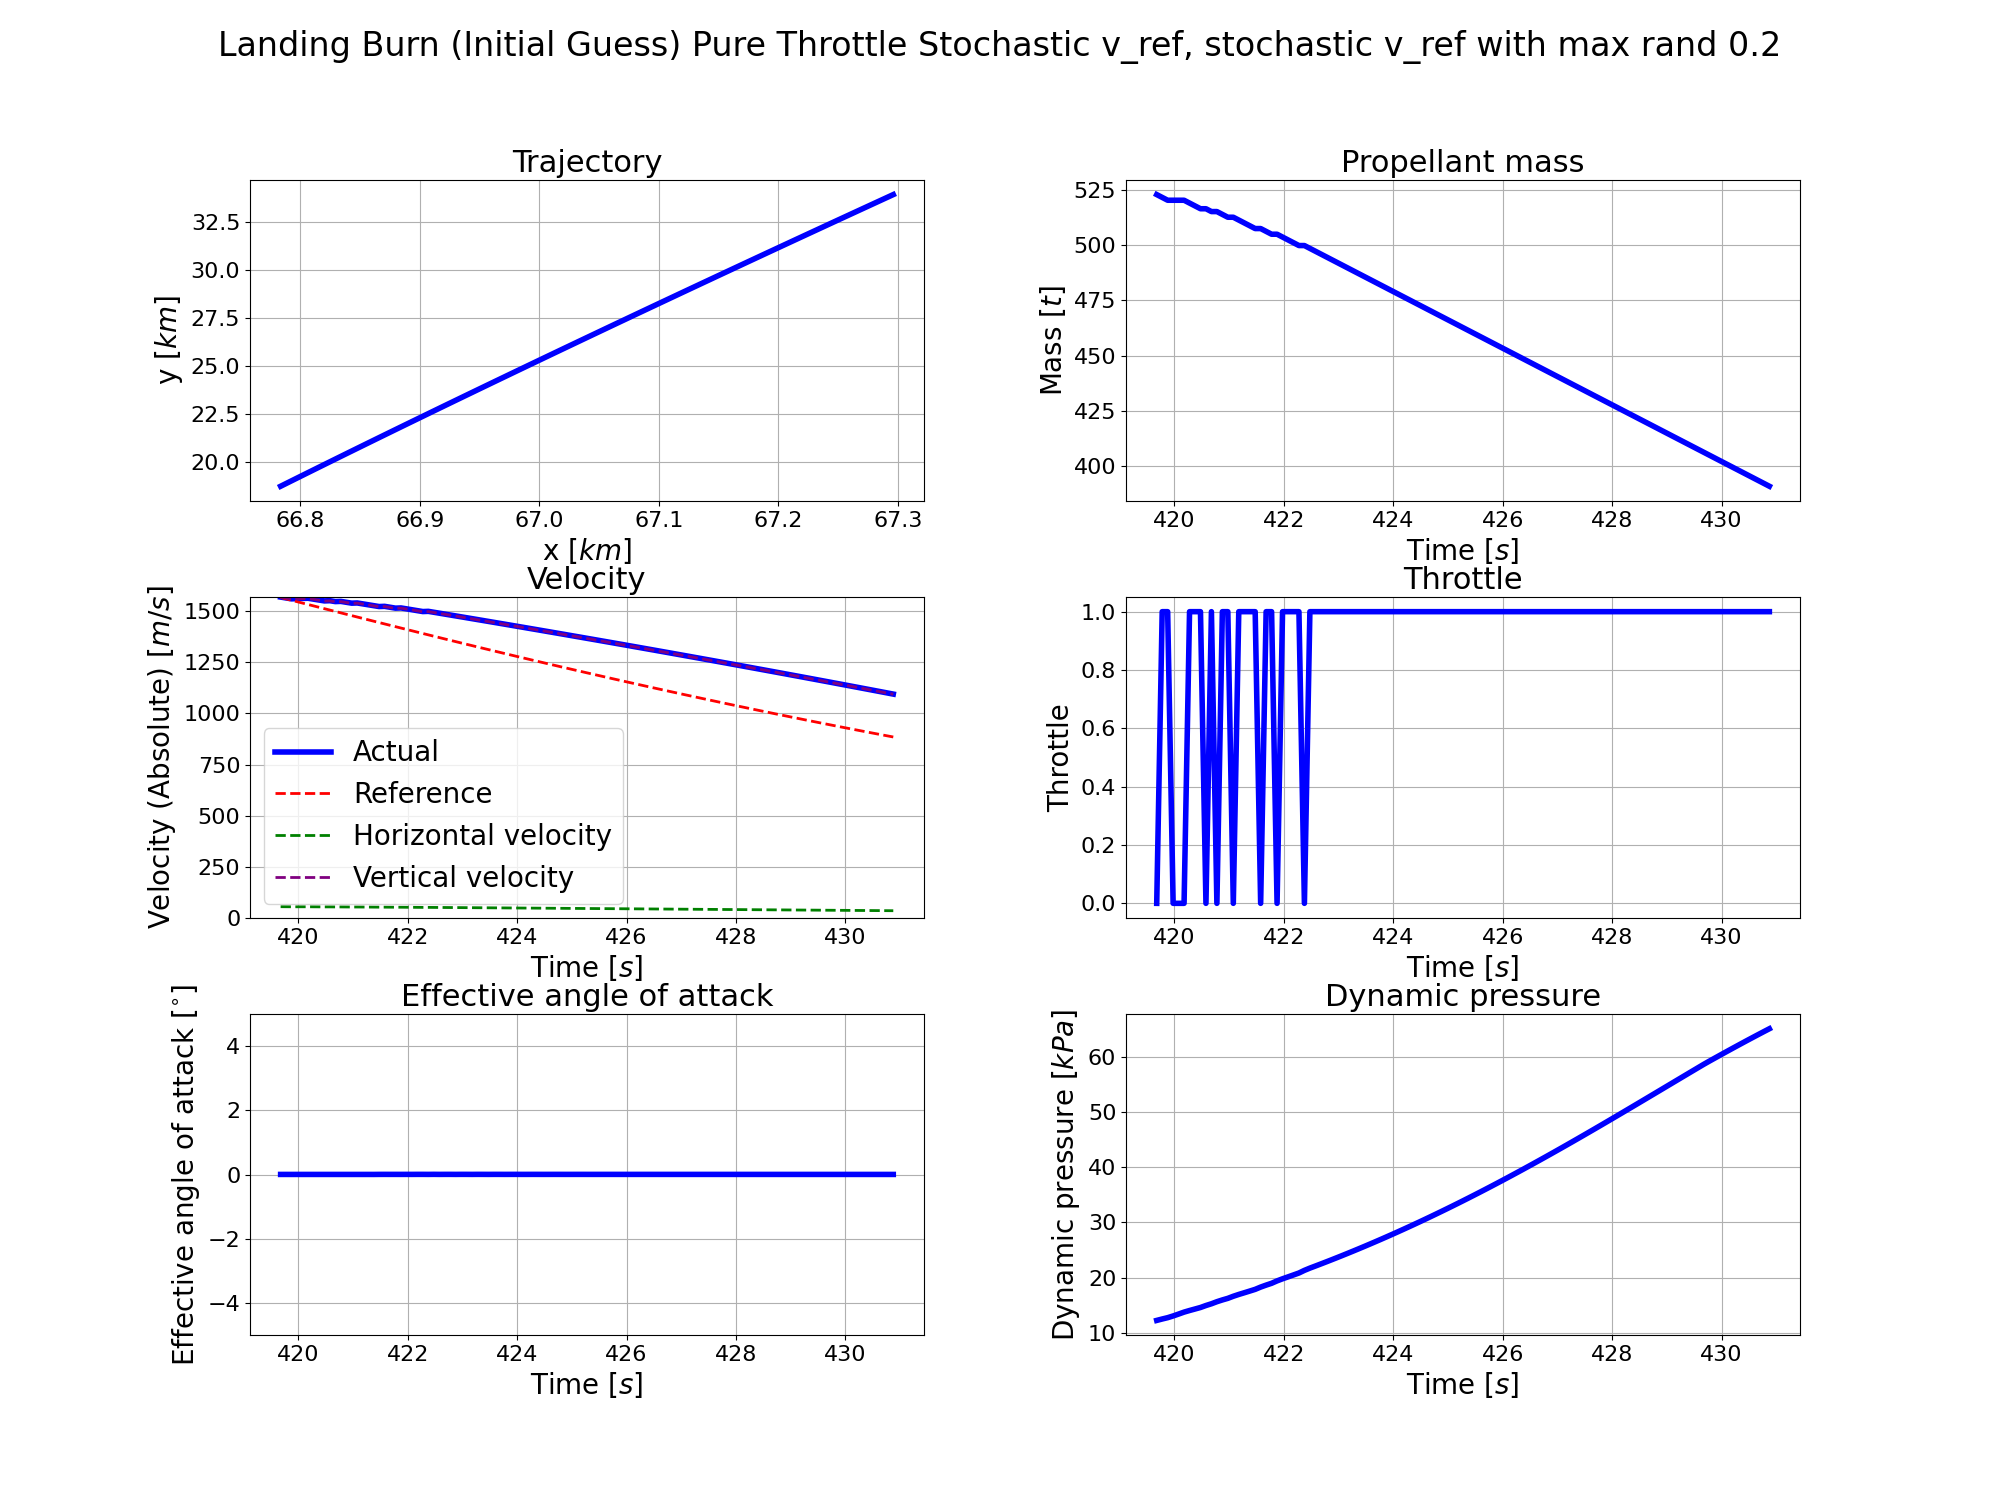 Landing Burn (Initial Guess) Pure Throttle Stochastic v_ref, stochastic v_ref with max rand 0.2
Trajectory
32.5
30.0
27.5
25.0
22.5
20.0
y [km]
66.8 66.9 67.0 67.1 67.2 67.3
x [km]
Propellant mass
525
500
475
450
425
400
Mass [t]
420 422 424 426 428 430
Time [s]
Velocity
1500
1250
1000
750
500
250
0
Velocity (Absolute) [m/s]
Actual
Reference
Horizontal velocity
Vertical velocity
420 422 424 426 428 430
Time [s]
Throttle
1.0
0.8
0.6
0.4
0.2
0.0
Throttle
420 422 424 426 428 430
Time [s]
Effective angle of attack
4
2
0
−2
−4
Effective angle of attack [°]
420 422 424 426 428 430
Time [s]
Dynamic pressure
60
50
40
30
20
10
Dynamic pressure [kPa]
420 422 424 426 428 430
Time [s]